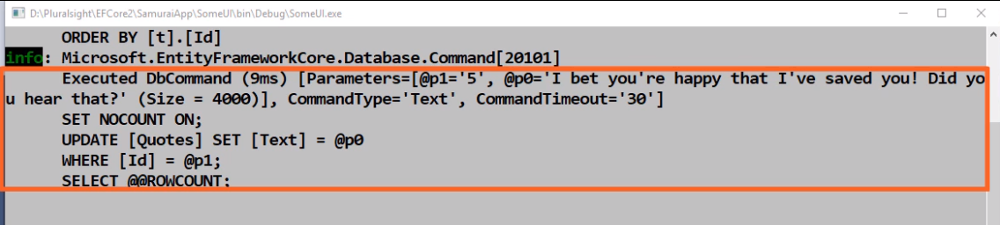 D:\Pluralsight\EFCore2\SamuraiApp\SomeUI\bin\Debug\SomeUI.exe
ORDER BY [t].[Id]
info: Microsoft.EntityFrameworkCore.Database.Command[20101]
Executed DbCommand (9ms) [Parameters=[@p1='5', @p0='I bet you're happy that I've saved you! Did yo
u hear that?' (Size = 4000)], CommandType='Text', CommandTimeout='30']
SET NOCOUNT ON;
UPDATE [Quotes] SET [Text] = @p0
WHERE [Id] = @p1;
SELECT @@ROWCOUNT;